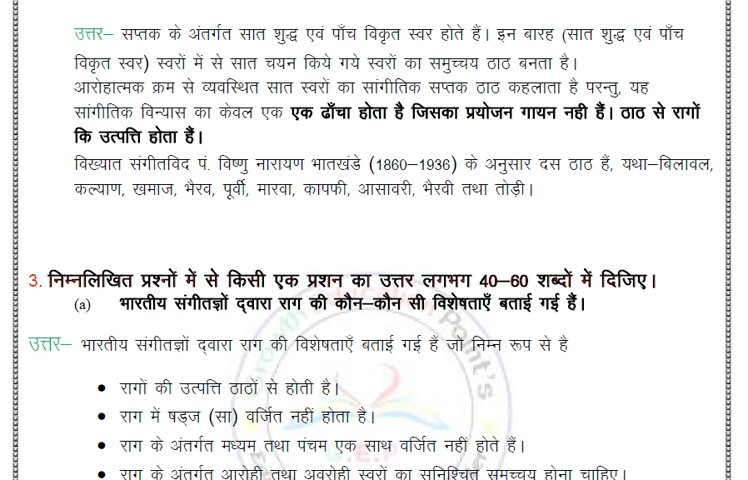 उत्तर– सप्तक के अंतर्गत सात शुद्ध एवं पाँच विकृत स्वर होते हैं। इन बारह (सात शुद्ध एवं पाँच
विकृत स्वर) स्वरों में से सात चयन किये गये स्वरों का समुच्चय ठाठ बनता है।
आरोहात्मक क्रम से व्यवस्थित सात स्वरों का सांगीतिक सप्तक ठाठ कहलाता है परन्तु, यह
सांगीतिक विन्यास का केवल एक एक ढाँचा होता है जिसका प्रयोजन गायन नही हैं। ठाठ से रागों
कि उत्पत्ति होता हैं।
विख्यात संगीतविद पं. विष्णु नारायण भातखंडे (1860–1936) के अनुसार दस ठाठ हैं, यथा–बिलावल,
कल्याण, खमाज, भैरव, पूर्वी, मारवा, कापफी, आसावरी, भैरवी तथा तोड़ी।
3. निम्नलिखित प्रश्नों में से किसी एक प्रशन का उत्तर लगभग 40–60 शब्दों में दिजिए।
(a) भारतीय संगीतज्ञों द्वारा राग की कौन–कौन सी विशेषताएँ बताई गई हैं।
उत्तर– भारतीय संगीतज्ञों द्वारा राग की विशेषताएँ बताई गई हैं जो निम्न रूप से है
• रागों की उत्पत्ति ठाठों से होती है।
• राग में षड्ज (सा) वर्जित नहीं होता है।
• राग के अंतर्गत मध्यम तथा पंचम एक साथ वर्जित नहीं होते हैं।
• राग के अंतर्गत आरोही तथा अवरोही स्वरों का सुनिश्चित समुच्चय होना चाहिए।